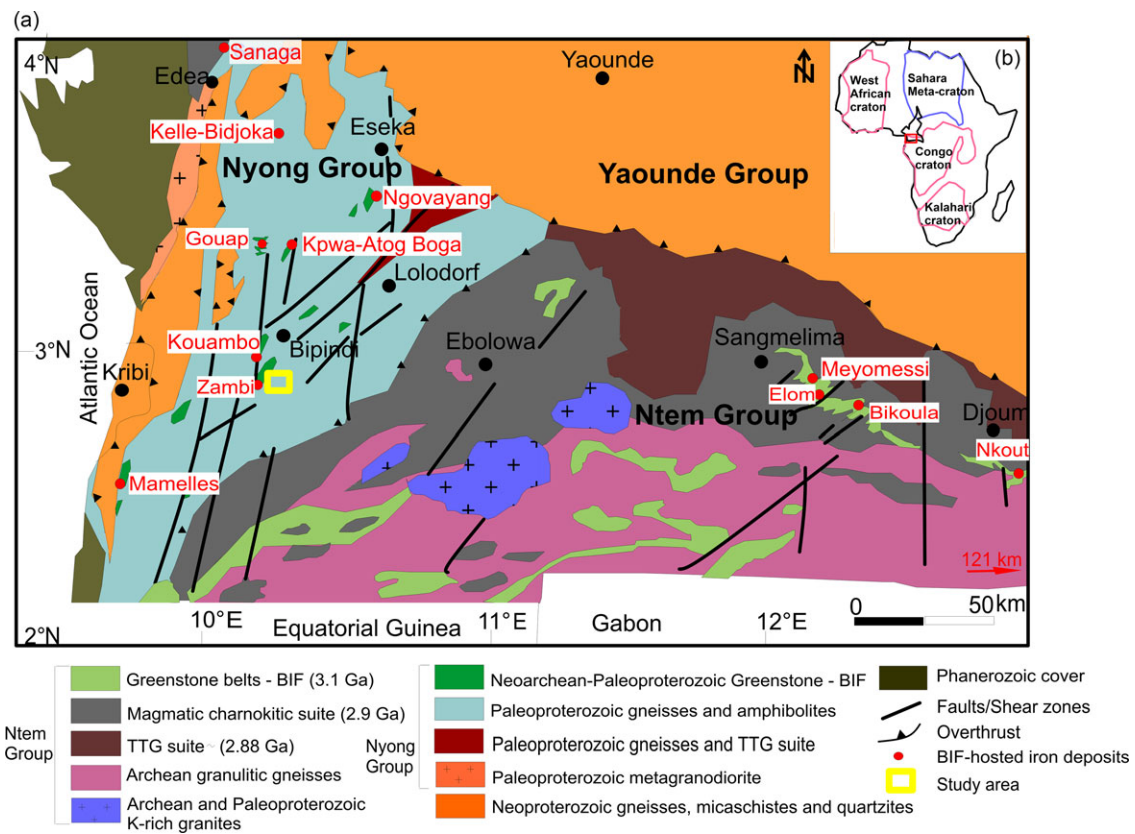 (a)
4°N
3°N
2°N
Sanaga
Edea
Yaounde
N
Kelle-Bidjoka
Eseka
Nyong Group
Yaounde Group
Ngovayang
Gouap
Kpwa-Atog Boga
Lolodorf
Atlantic Ocean
Kouambo
Bipindi
Ebolowa
Sangmelima
Zambi
Kribi
Meyomessi
Elom
Ntem Group
Bikoula
Djoum
Nkout
Mamelles
121 km
0 50km
10°E
11°E
12°E
Equatorial Guinea
Gabon
(b)
West
African
craton
Sahara
Meta-craton
Congo
craton
Kalahari
craton
Ntem
Group
Greenstone belts - BIF (3.1 Ga)
Magmatic charnokitic suite (2.9 Ga)
TTG suite ~ (2.88 Ga)
Archean granulitic gneisses
Archean and Paleoproterozoic
K-rich granites
Nyong
Group
Neoarchean-Paleoproterozoic Greenstone - BIF
Paleoproterozoic gneisses and amphibolites
Paleoproterozoic gneisses and TTG suite
Paleoproterozoic metagranodiorite
Neoproterozoic gneisses, micaschistes and quartzites
Phanerozoic cover
Faults/Shear zones
Overthrust
BIF-hosted iron deposits
Study area